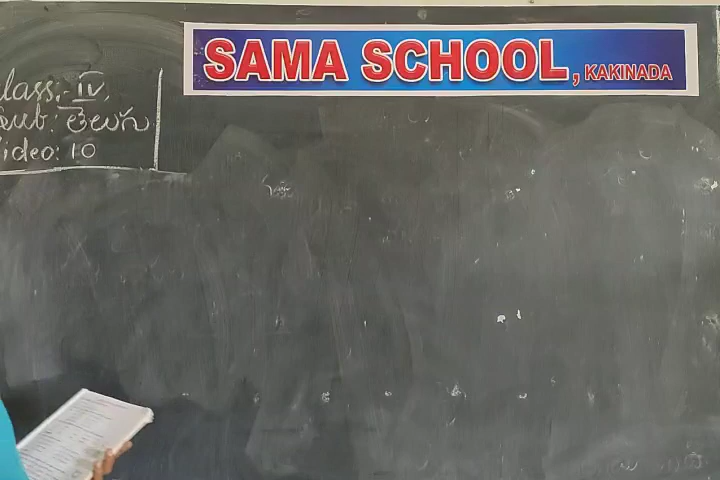 SAMA SCHOOL, KAKINADA
lass:- IV.
ub: తెలుగు
ideo: 10